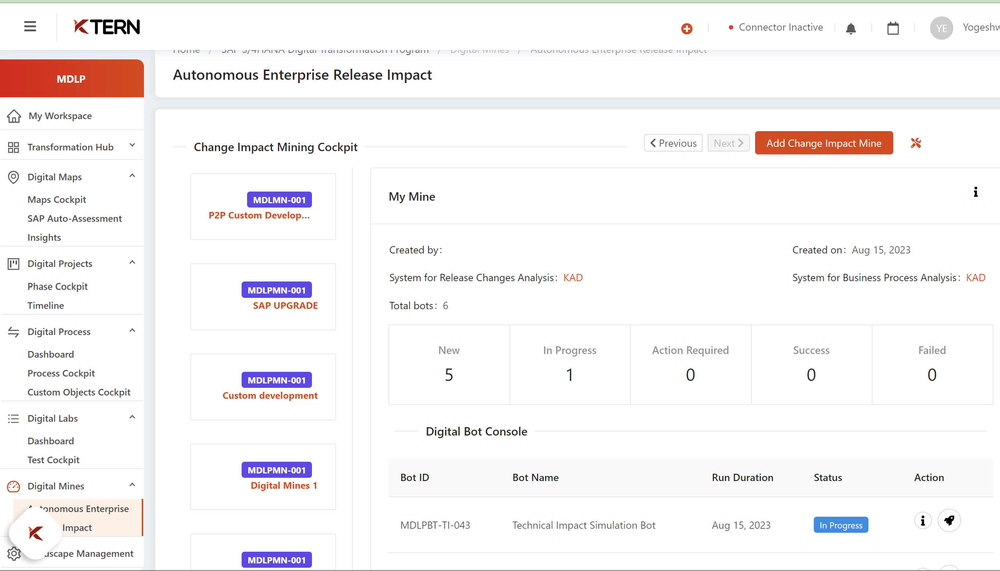 KTERN
Connector Inactive
YE
Yogeshw
Home / SAP S/4HANA Digital Transformation Program / Digital Mines / Autonomous Enterprise Release Impact
Autonomous Enterprise Release Impact
MDLP
My Workspace
Transformation Hub
Digital Maps
Maps Cockpit
SAP Auto-Assessment
Insights
Digital Projects
Phase Cockpit
Timeline
Digital Process
Dashboard
Process Cockpit
Custom Objects Cockpit
Digital Labs
Dashboard
Test Cockpit
Digital Mines
Autonomous Enterprise
Impact
dscape Management
Change Impact Mining Cockpit
Previous
Next
Add Change Impact Mine
MDLMN-001
P2P Custom Develop...
MDLPMN-001
SAP UPGRADE
MDLPMN-001
Custom development
MDLPMN-001
Digital Mines 1
MDLPMN-001
My Mine
Created by:
Created on: Aug 15, 2023
System for Release Changes Analysis: KAD
System for Business Process Analysis: KAD
Total bots: 6
New In Progress Action Required Success Failed
5 1 0 0 0
Digital Bot Console
Bot ID Bot Name Run Duration Status Action
MDLPBT-TI-043 Technical Impact Simulation Bot Aug 15, 2023 In Progress